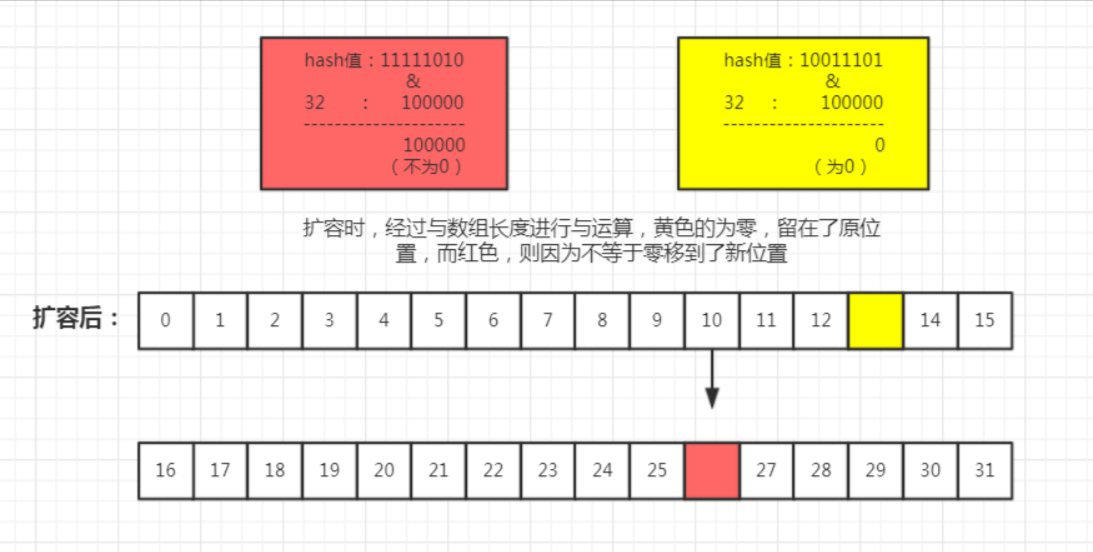 hash值：11111010
&
32 : 100000
---------------------
100000
（不为0）
hash值：10011101
&
32 : 100000
---------------------
0
（为0）
扩容时，经过与数组长度进行与运算，黄色的为零，留在了原位
置，而红色，则因为不等于零移到了新位置
扩容后：
0 1 2 3 4 5 6 7 8 9 10 11 12 14 15
16 17 18 19 20 21 22 23 24 25 27 28 29 30 31